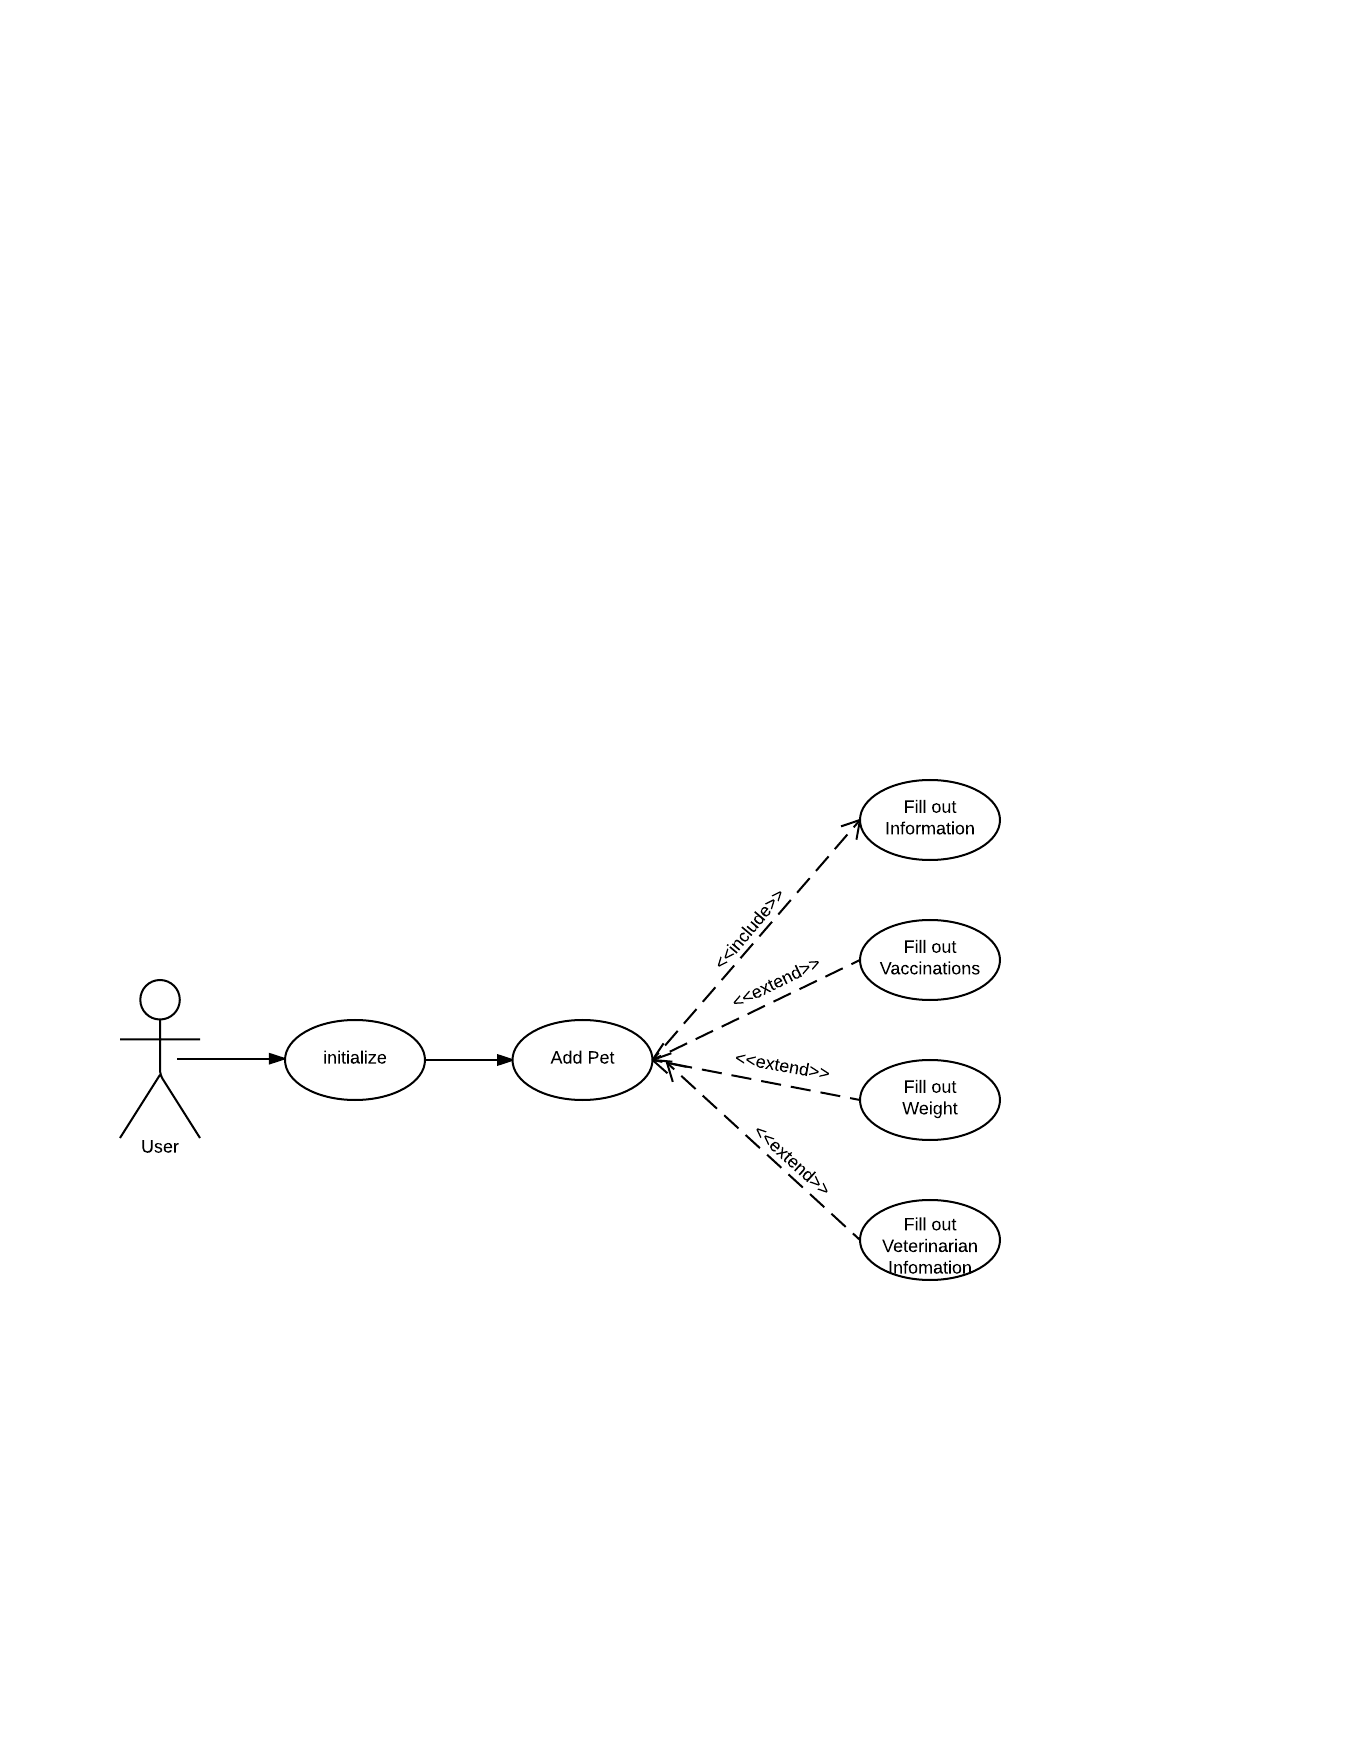 Fill out
Information
<<include>>
Fill out
Vaccinations
<<extend>>
initialize
Add Pet
<<extend>>
Fill out
Weight
User
<<extend>>
Fill out
Veterinarian
Infomation